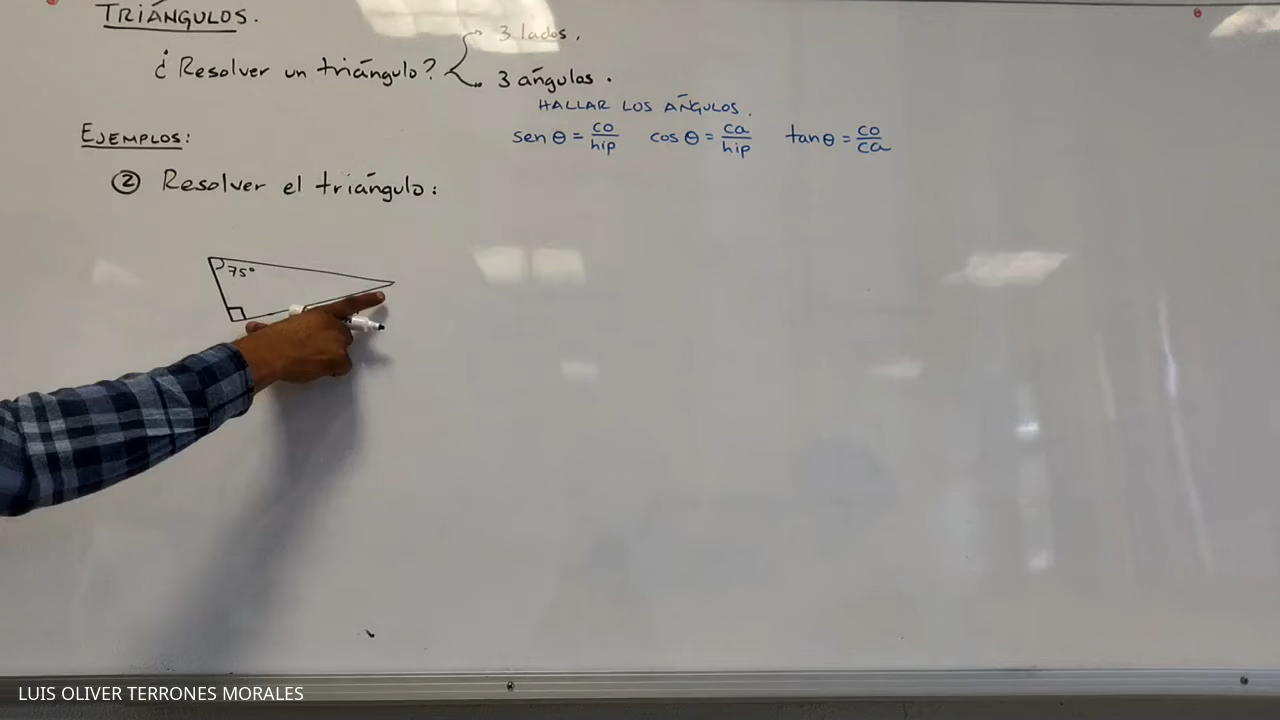 TRIÁNGULOS.
3 lados.
¿Resolver un triángulo?
3 ángulos.
HALLAR LOS ÁNGULOS.
EJEMPLOS:
sen θ = co/hip cos θ = ca/hip tan θ = co/ca
② Resolver el triángulo:
75°
LUIS OLIVER TERRONES MORALES